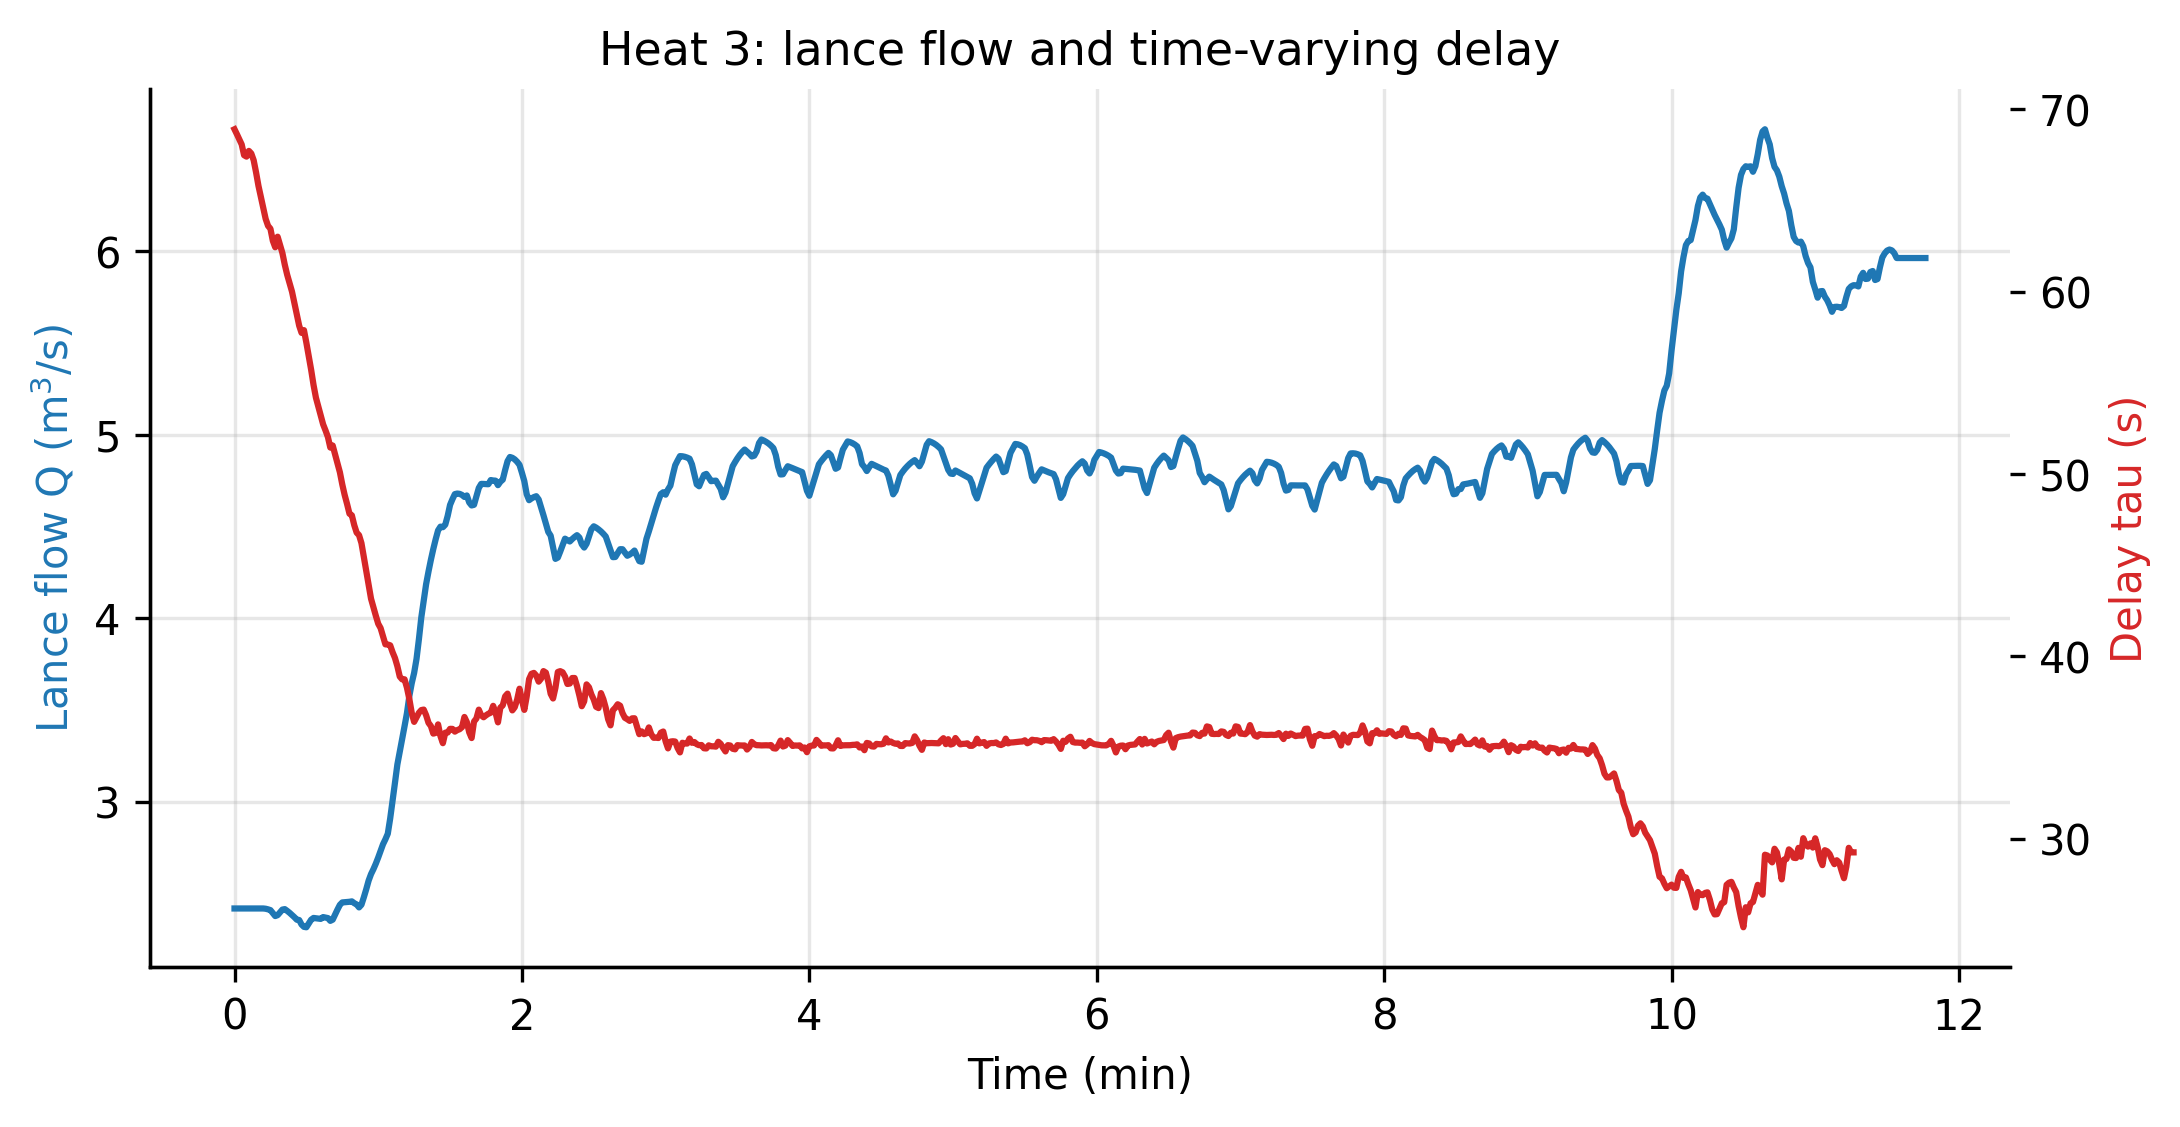 Heat 3: lance flow and time-varying delay
Lance flow Q (m³/s)
6
5
4
3
70
60
50
40
30
Delay tau (s)
0 2 4 6 8 10 12
Time (min)